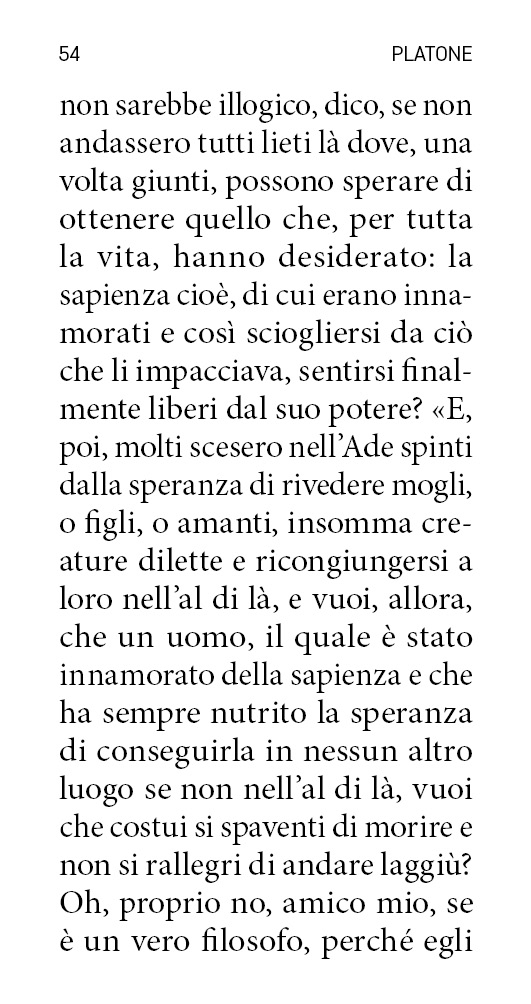 54 PLATONE
non sarebbe illogico, dico, se non
andassero tutti lieti là dove, una
volta giunti, possono sperare di
ottenere quello che, per tutta
la vita, hanno desiderato: la
sapienza cioè, di cui erano inna-
morati e così sciogliersi da ciò
che li impacciava, sentirsi final-
mente liberi dal suo potere? «E,
poi, molti scesero nell’Ade spinti
dalla speranza di rivedere mogli,
o figli, o amanti, insomma cre-
ature dilette e ricongiungersi a
loro nell’al di là, e vuoi, allora,
che un uomo, il quale è stato
innamorato della sapienza e che
ha sempre nutrito la speranza
di conseguirla in nessun altro
luogo se non nell’al di là, vuoi
che costui si spaventi di morire e
non si rallegri di andare laggiù?
Oh, proprio no, amico mio, se
è un vero filosofo, perché egli